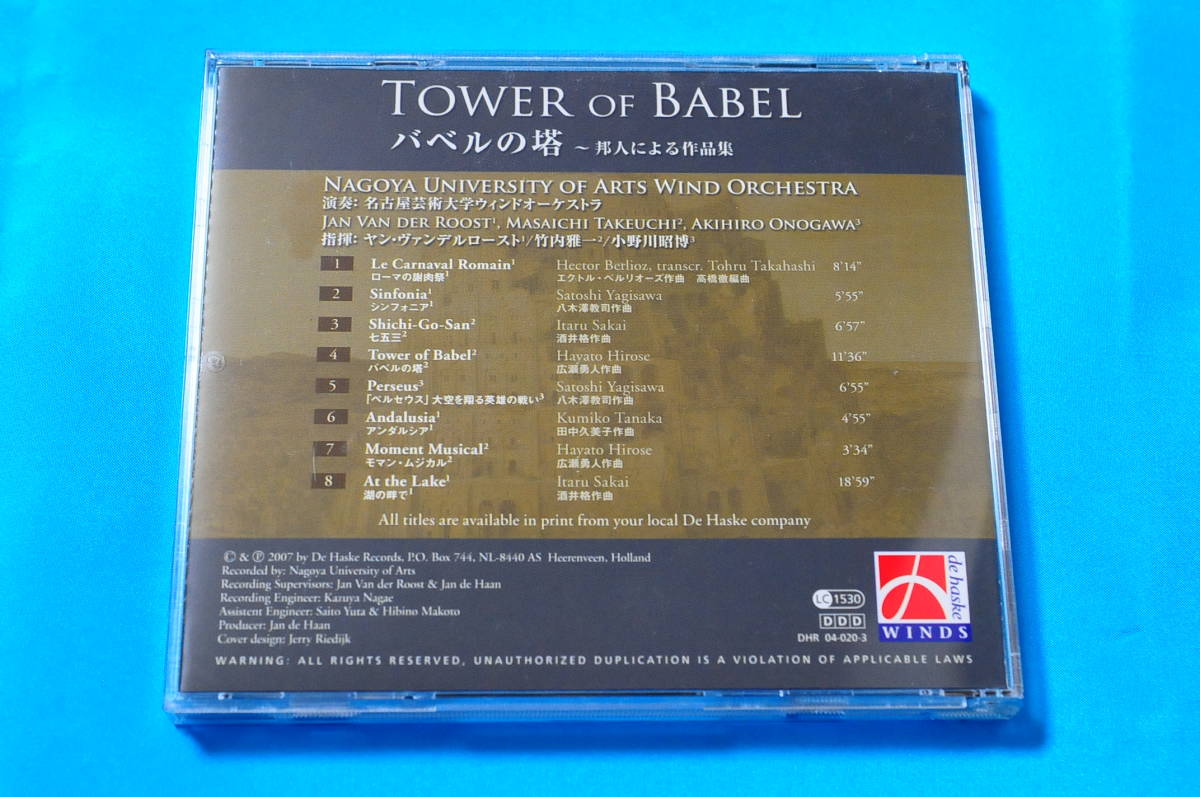 TOWER OF BABEL
バベルの塔 ～ 邦人による作品集
NAGOYA UNIVERSITY OF ARTS WIND ORCHESTRA
演奏: 名古屋芸術大学ウィンドオーケストラ
JAN VAN DER ROOST¹, MASAICHI TAKEUCHI², AKIHIRO ONOGAWA³
指揮: ヤン・ヴァンデルロースト¹/竹内雅一²/小野川昭博³
1 Le Carnaval Romain¹ Hector Berlioz, transcr. Tohru Takahashi 8'14"
ローマの謝肉祭¹ エクトル・ベルリオーズ作曲 高橋徹編曲
2 Sinfonia¹ Satoshi Yagisawa 5'55"
シンフォニア¹ 八木澤教司作曲
3 Shichi-Go-San² Itaru Sakai 6'57"
七五三² 酒井格作曲
4 Tower of Babel² Hayato Hirose 11'36"
バベルの塔² 広瀬勇人作曲
5 Perseus³ Satoshi Yagisawa 6'55"
「ペルセウス」大空を翔る英雄の戦い³ 八木澤教司作曲
6 Andalusia¹ Kumiko Tanaka 4'55"
アンダルシア¹ 田中久美子作曲
7 Moment Musical² Hayato Hirose 3'34"
モマン・ムジカル² 広瀬勇人作曲
8 At the Lake¹ Itaru Sakai 18'59"
湖の畔で¹ 酒井格作曲
All titles are available in print from your local De Haske company
© & ℗ 2007 by De Haske Records, P.O. Box 744, NL-8440 AS Heerenveen, Holland
Recorded by: Nagoya University of Arts
Recording Supervisors: Jan Van der Roost & Jan de Haan
Recording Engineer: Kazuya Nagae
Assistent Engineer: Saito Yuta & Hibino Makoto
Producer: Jan de Haan
Cover design: Jerry Riedijk
LC 1530
DDD
DHR 04-020-3
de haske
WINDS
WARNING: ALL RIGHTS RESERVED, UNAUTHORIZED DUPLICATION IS A VIOLATION OF APPLICABLE LAWS